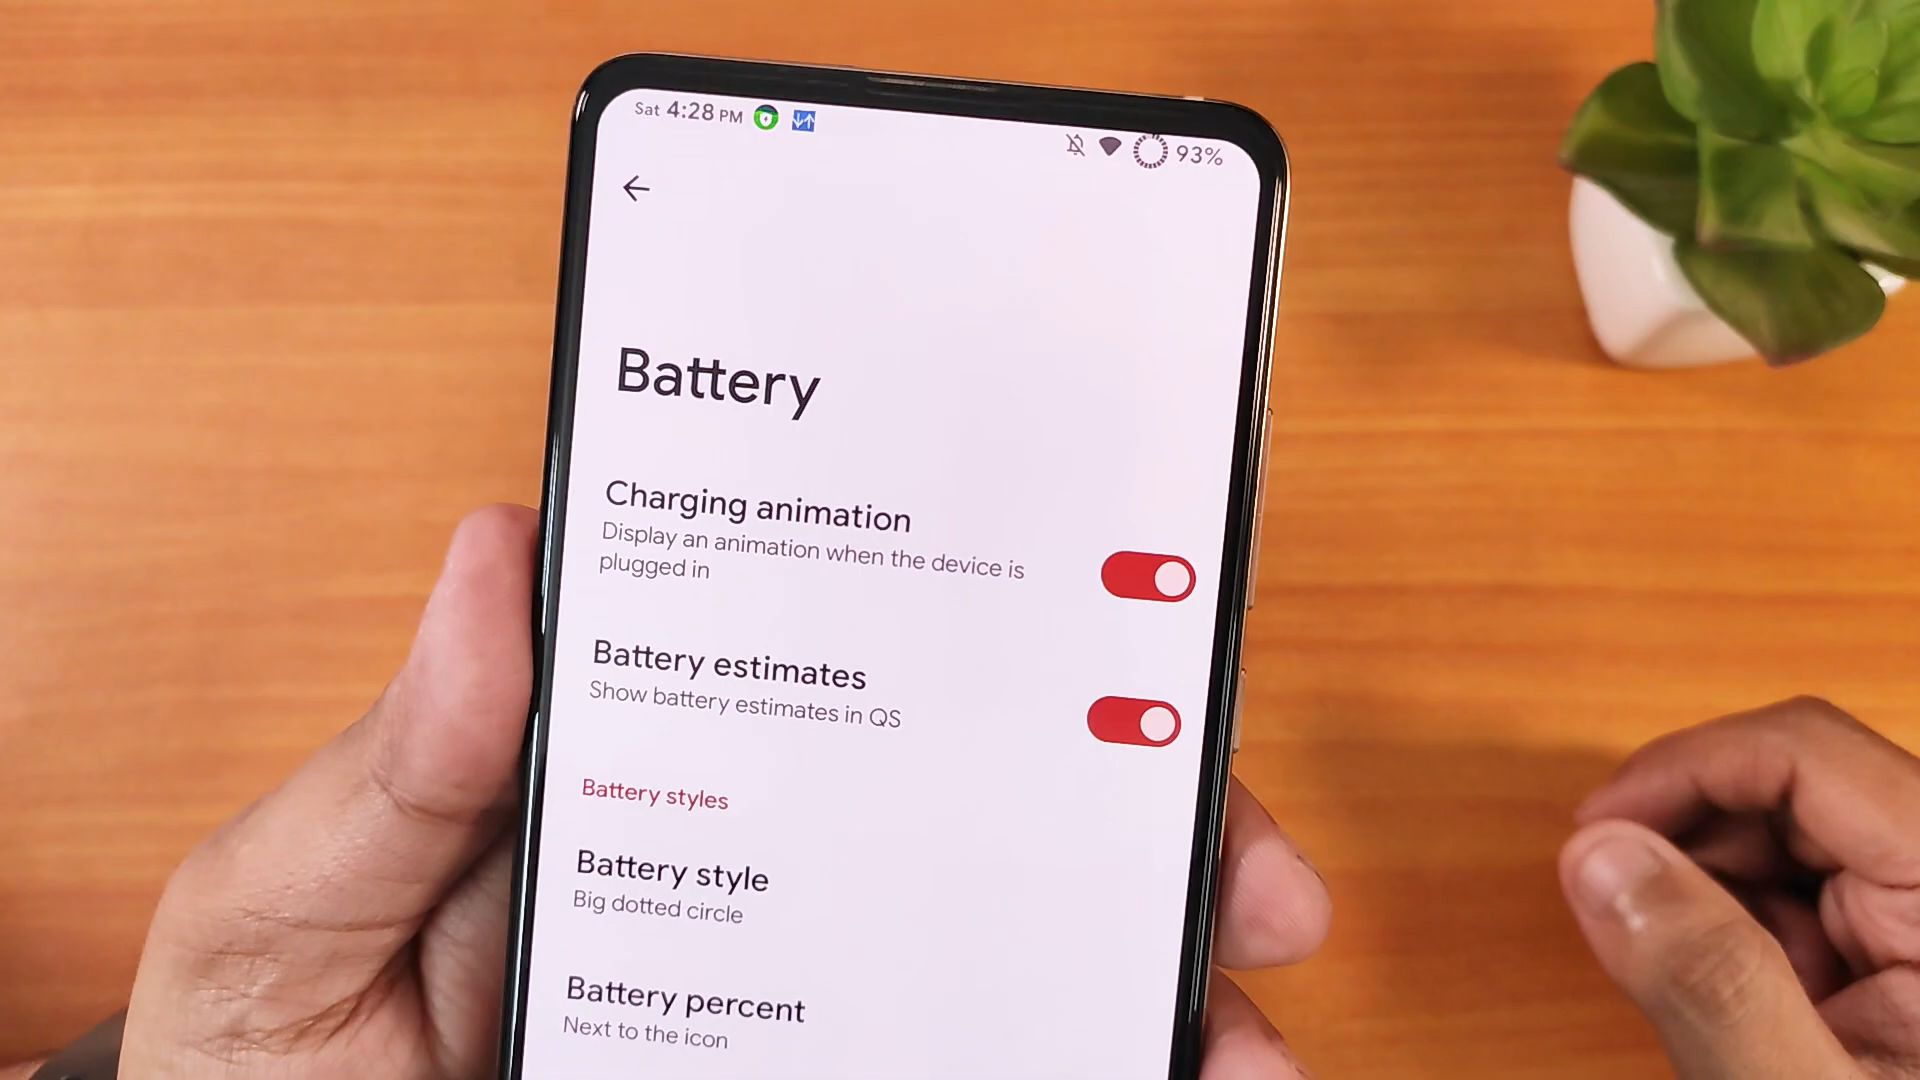 Sat 4:28 PM 93%
Battery
Charging animation
Display an animation when the device is
plugged in
Battery estimates
Show battery estimates in QS
Battery styles
Battery style
Big dotted circle
Battery percent
Next to the icon